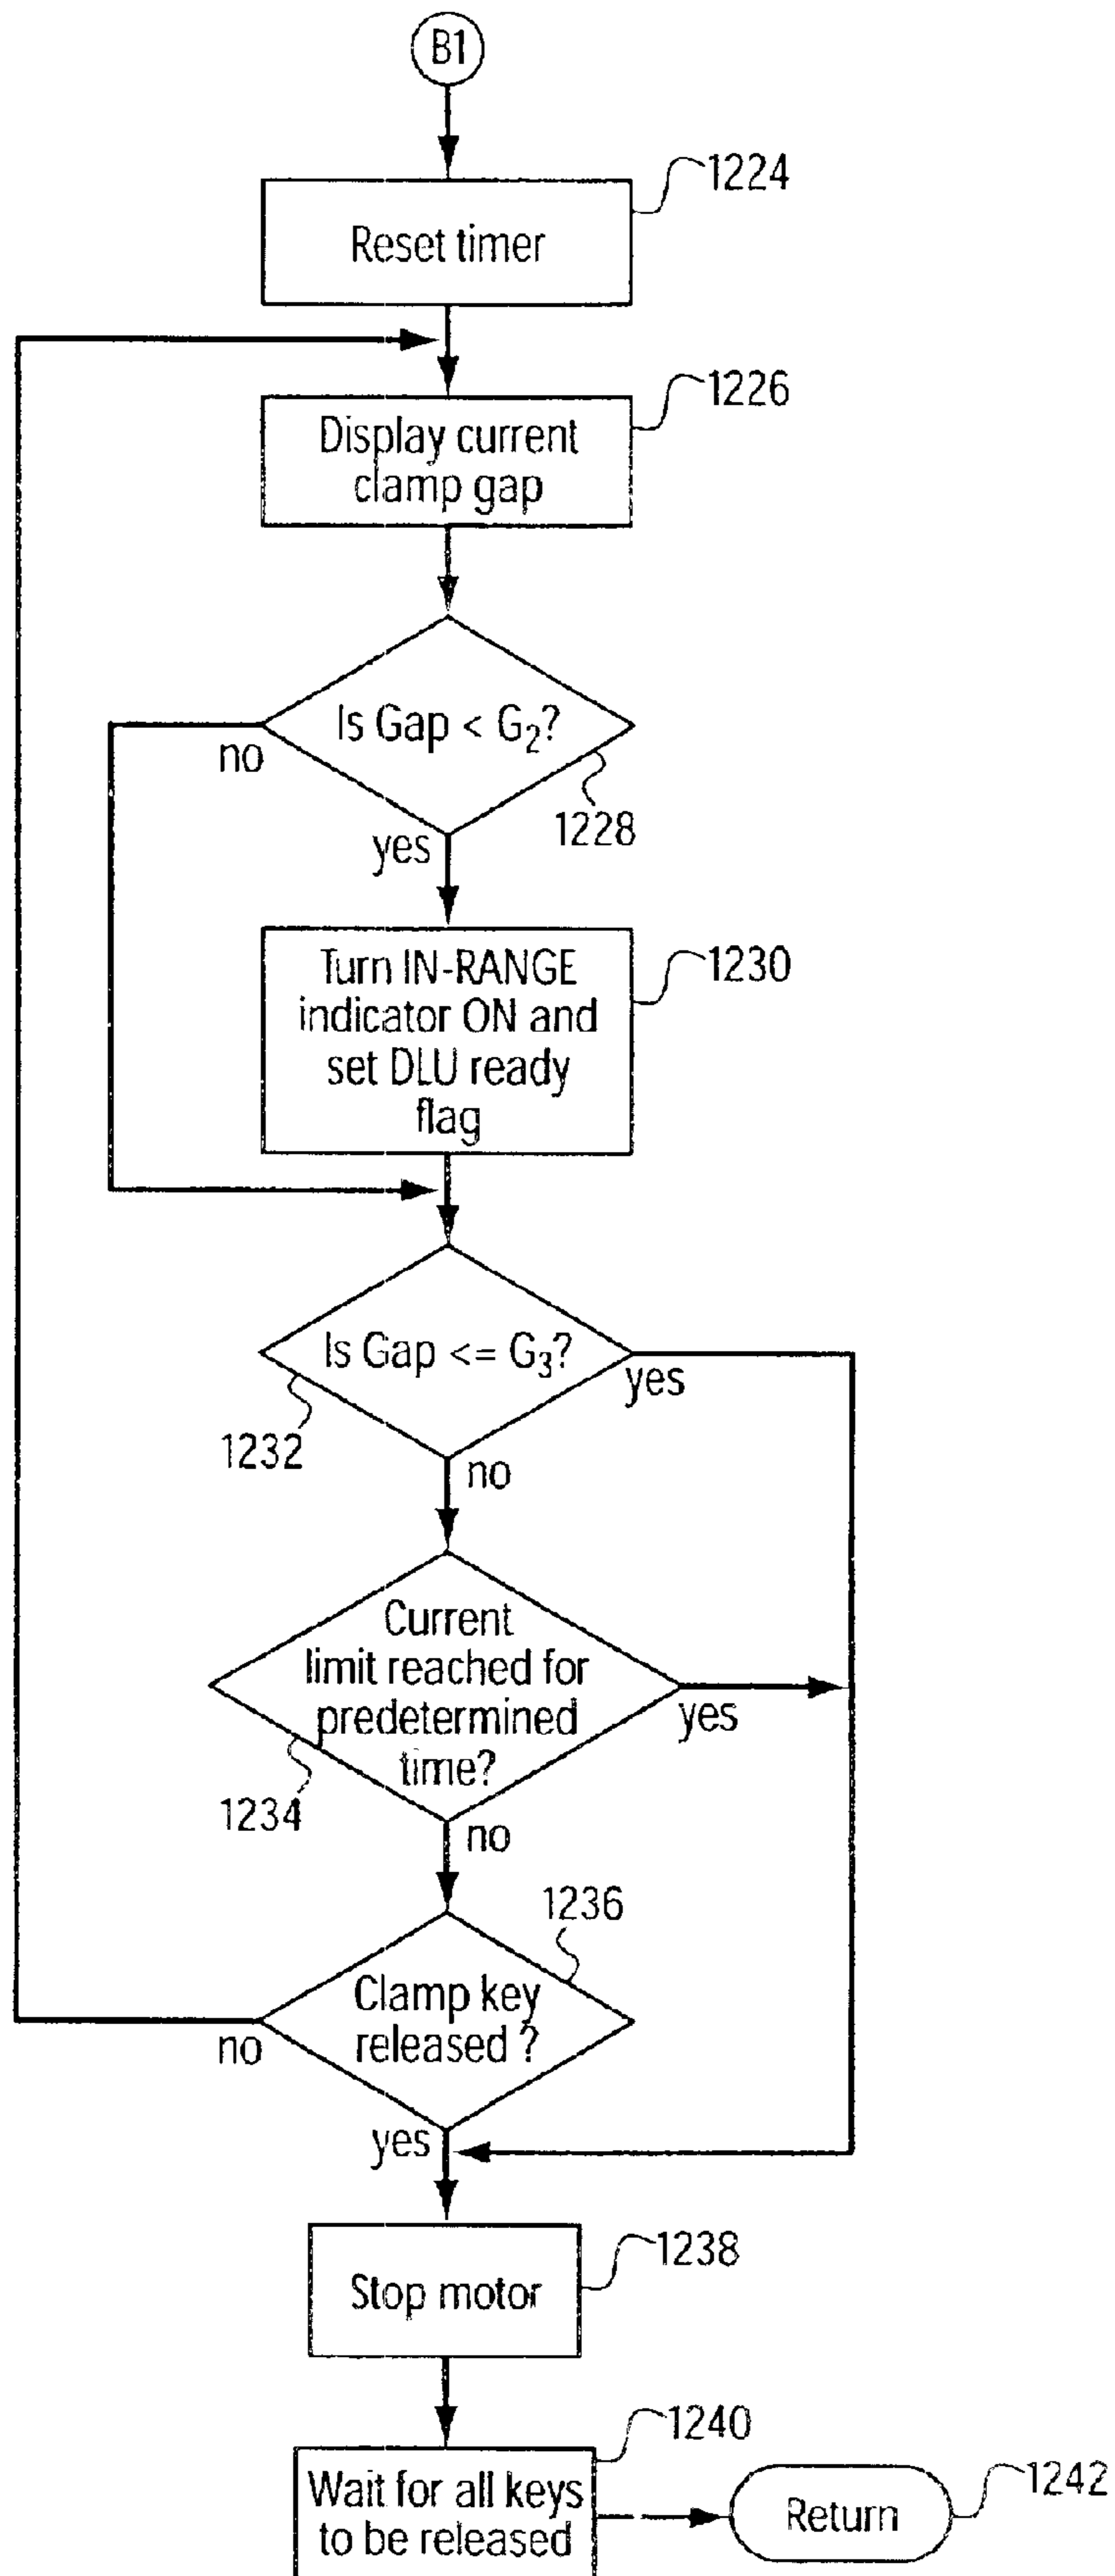 B1
1224
Reset timer
1226
Display current
clamp gap
Is Gap < G₂?
no
1228
yes
1230
Turn IN-RANGE
indicator ON and
set DLU ready
flag
Is Gap <= G₃?
yes
1232
no
Current
limit reached for
predetermined
time?
yes
1234
no
1236
Clamp key
released ?
no
yes
1238
Stop motor
1240
Wait for all keys
to be released
Return
1242